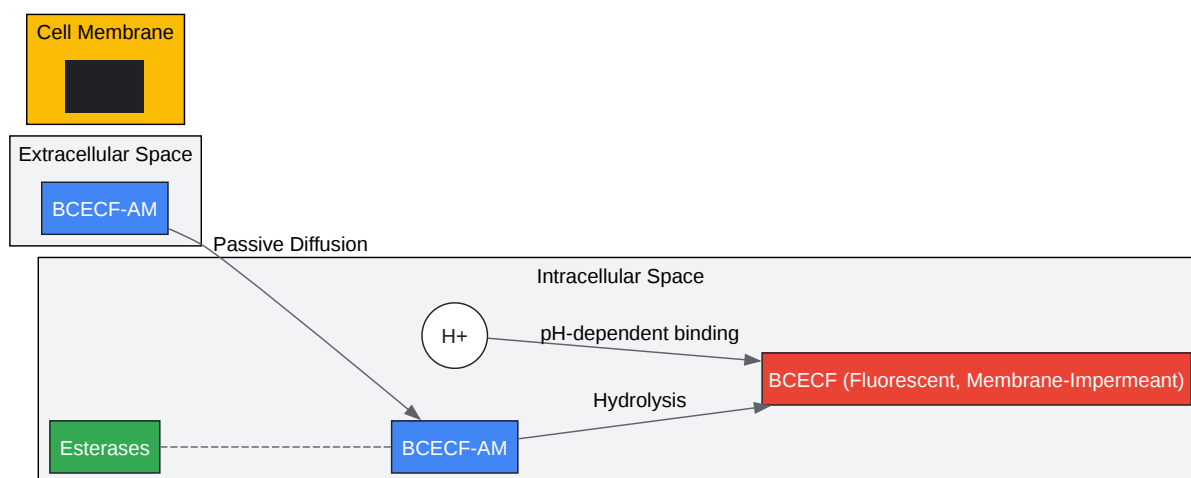 Cell Membrane
Extracellular Space
BCECF-AM
Passive Diffusion
Intracellular Space
H+
pH-dependent binding
BCECF (Fluorescent, Membrane-Impermeant)
Hydrolysis
Esterases
BCECF-AM